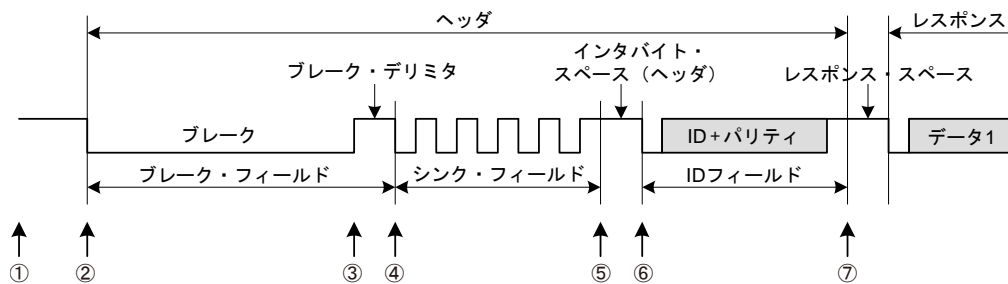 ヘッダ
レスポンス
インタバイト・
スペース（ヘッダ）
ブレーク・デリミタ
レスポンス・スペース
ブレーク
ID+パリティ
データ1
ブレーク・フィールド
シンク・フィールド
IDフィールド
①
②
③
④
⑤
⑥
⑦